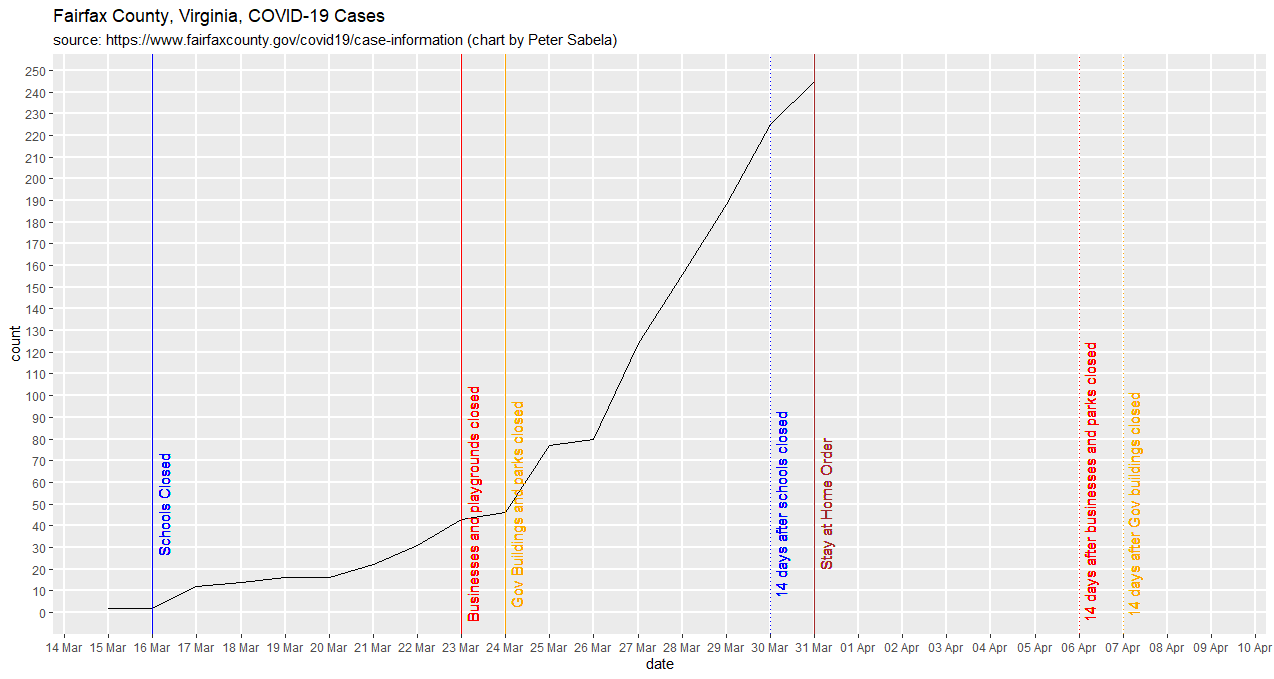 Fairfax County, Virginia, COVID-19 Cases
source: https://www.fairfaxcounty.gov/covid19/case-information (chart by Peter Sabela)
250
240
230
220
210
200
190
180
170
160
150
140
130
120
110
100
90
80
70
60
50
40
30
20
10
0
count
Schools Closed
Businesses and playgrounds closed
Gov Buildings and parks closed
14 days after schools closed
Stay at Home Order
14 days after businesses and parks closed
14 days after Gov buildings closed
14 Mar 15 Mar 16 Mar 17 Mar 18 Mar 19 Mar 20 Mar 21 Mar 22 Mar 23 Mar 24 Mar 25 Mar 26 Mar 27 Mar 28 Mar 29 Mar 30 Mar 31 Mar 01 Apr 02 Apr 03 Apr 04 Apr 05 Apr 06 Apr 07 Apr 08 Apr 09 Apr 10 Apr
date